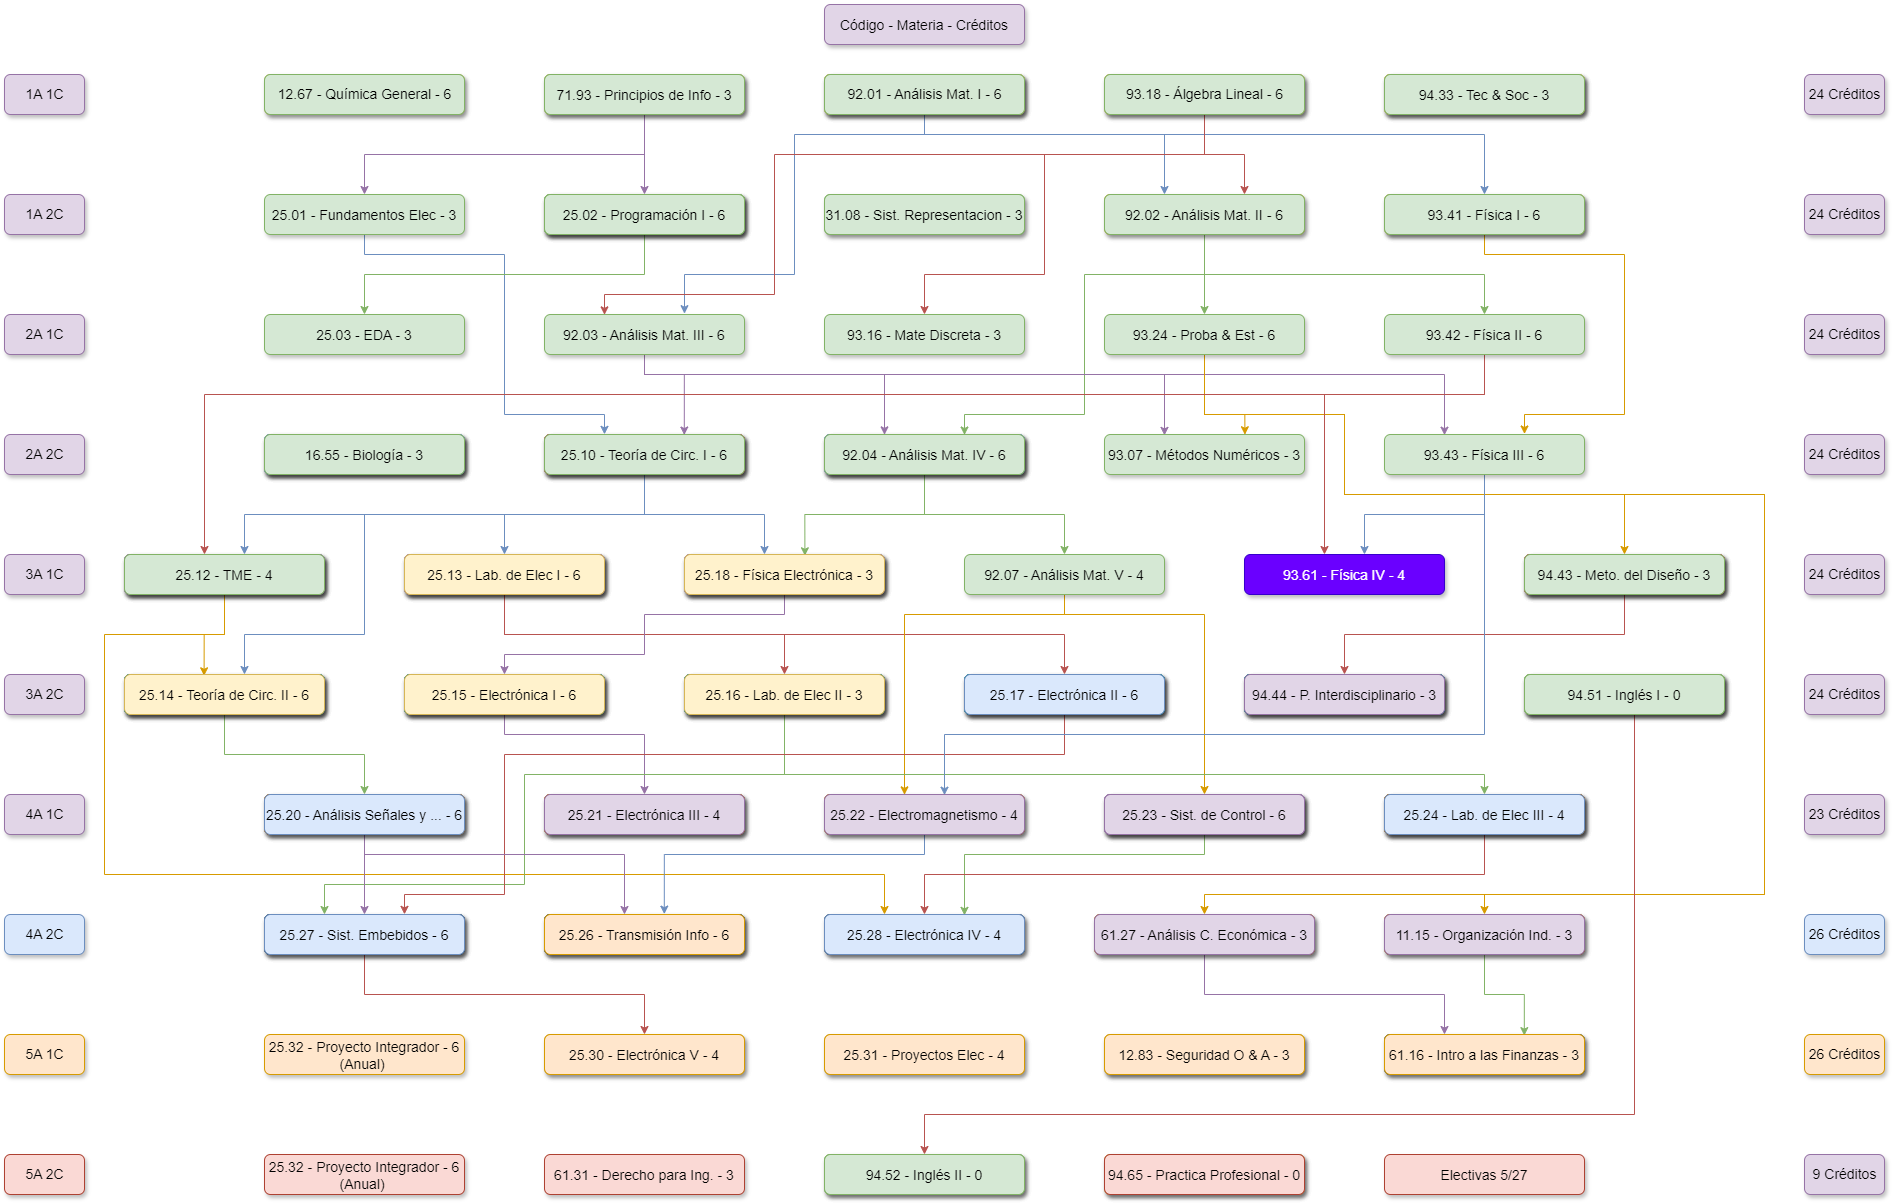 Código - Materia - Créditos
1A 1C
12.67 - Química General - 6
71.93 - Principios de Info - 3
92.01 - Análisis Mat. I - 6
93.18 - Álgebra Lineal - 6
94.33 - Tec & Soc - 3
24 Créditos
1A 2C
25.01 - Fundamentos Elec - 3
25.02 - Programación I - 6
31.08 - Sist. Representacion - 3
92.02 - Análisis Mat. II - 6
93.41 - Física I - 6
24 Créditos
2A 1C
25.03 - EDA - 3
92.03 - Análisis Mat. III - 6
93.16 - Mate Discreta - 3
93.24 - Proba & Est - 6
93.42 - Física II - 6
24 Créditos
2A 2C
16.55 - Biología - 3
25.10 - Teoría de Circ. I - 6
92.04 - Análisis Mat. IV - 6
93.07 - Métodos Numéricos - 3
93.43 - Física III - 6
24 Créditos
3A 1C
25.12 - TME - 4
25.13 - Lab. de Elec I - 6
25.18 - Física Electrónica - 3
92.07 - Análisis Mat. V - 4
93.61 - Física IV - 4
94.43 - Meto. del Diseño - 3
24 Créditos
3A 2C
25.14 - Teoría de Circ. II - 6
25.15 - Electrónica I - 6
25.16 - Lab. de Elec II - 3
25.17 - Electrónica II - 6
94.44 - P. Interdisciplinario - 3
94.51 - Inglés I - 0
24 Créditos
4A 1C
25.20 - Análisis Señales y ... - 6
25.21 - Electrónica III - 4
25.22 - Electromagnetismo - 4
25.23 - Sist. de Control - 6
25.24 - Lab. de Elec III - 4
23 Créditos
4A 2C
25.27 - Sist. Embebidos - 6
25.26 - Transmisión Info - 6
25.28 - Electrónica IV - 4
61.27 - Análisis C. Económica - 3
11.15 - Organización Ind. - 3
26 Créditos
5A 1C
25.32 - Proyecto Integrador - 6
(Anual)
25.30 - Electrónica V - 4
25.31 - Proyectos Elec - 4
12.83 - Seguridad O & A - 3
61.16 - Intro a las Finanzas - 3
26 Créditos
5A 2C
25.32 - Proyecto Integrador - 6
(Anual)
61.31 - Derecho para Ing. - 3
94.52 - Inglés II - 0
94.65 - Practica Profesional - 0
Electivas 5/27
9 Créditos